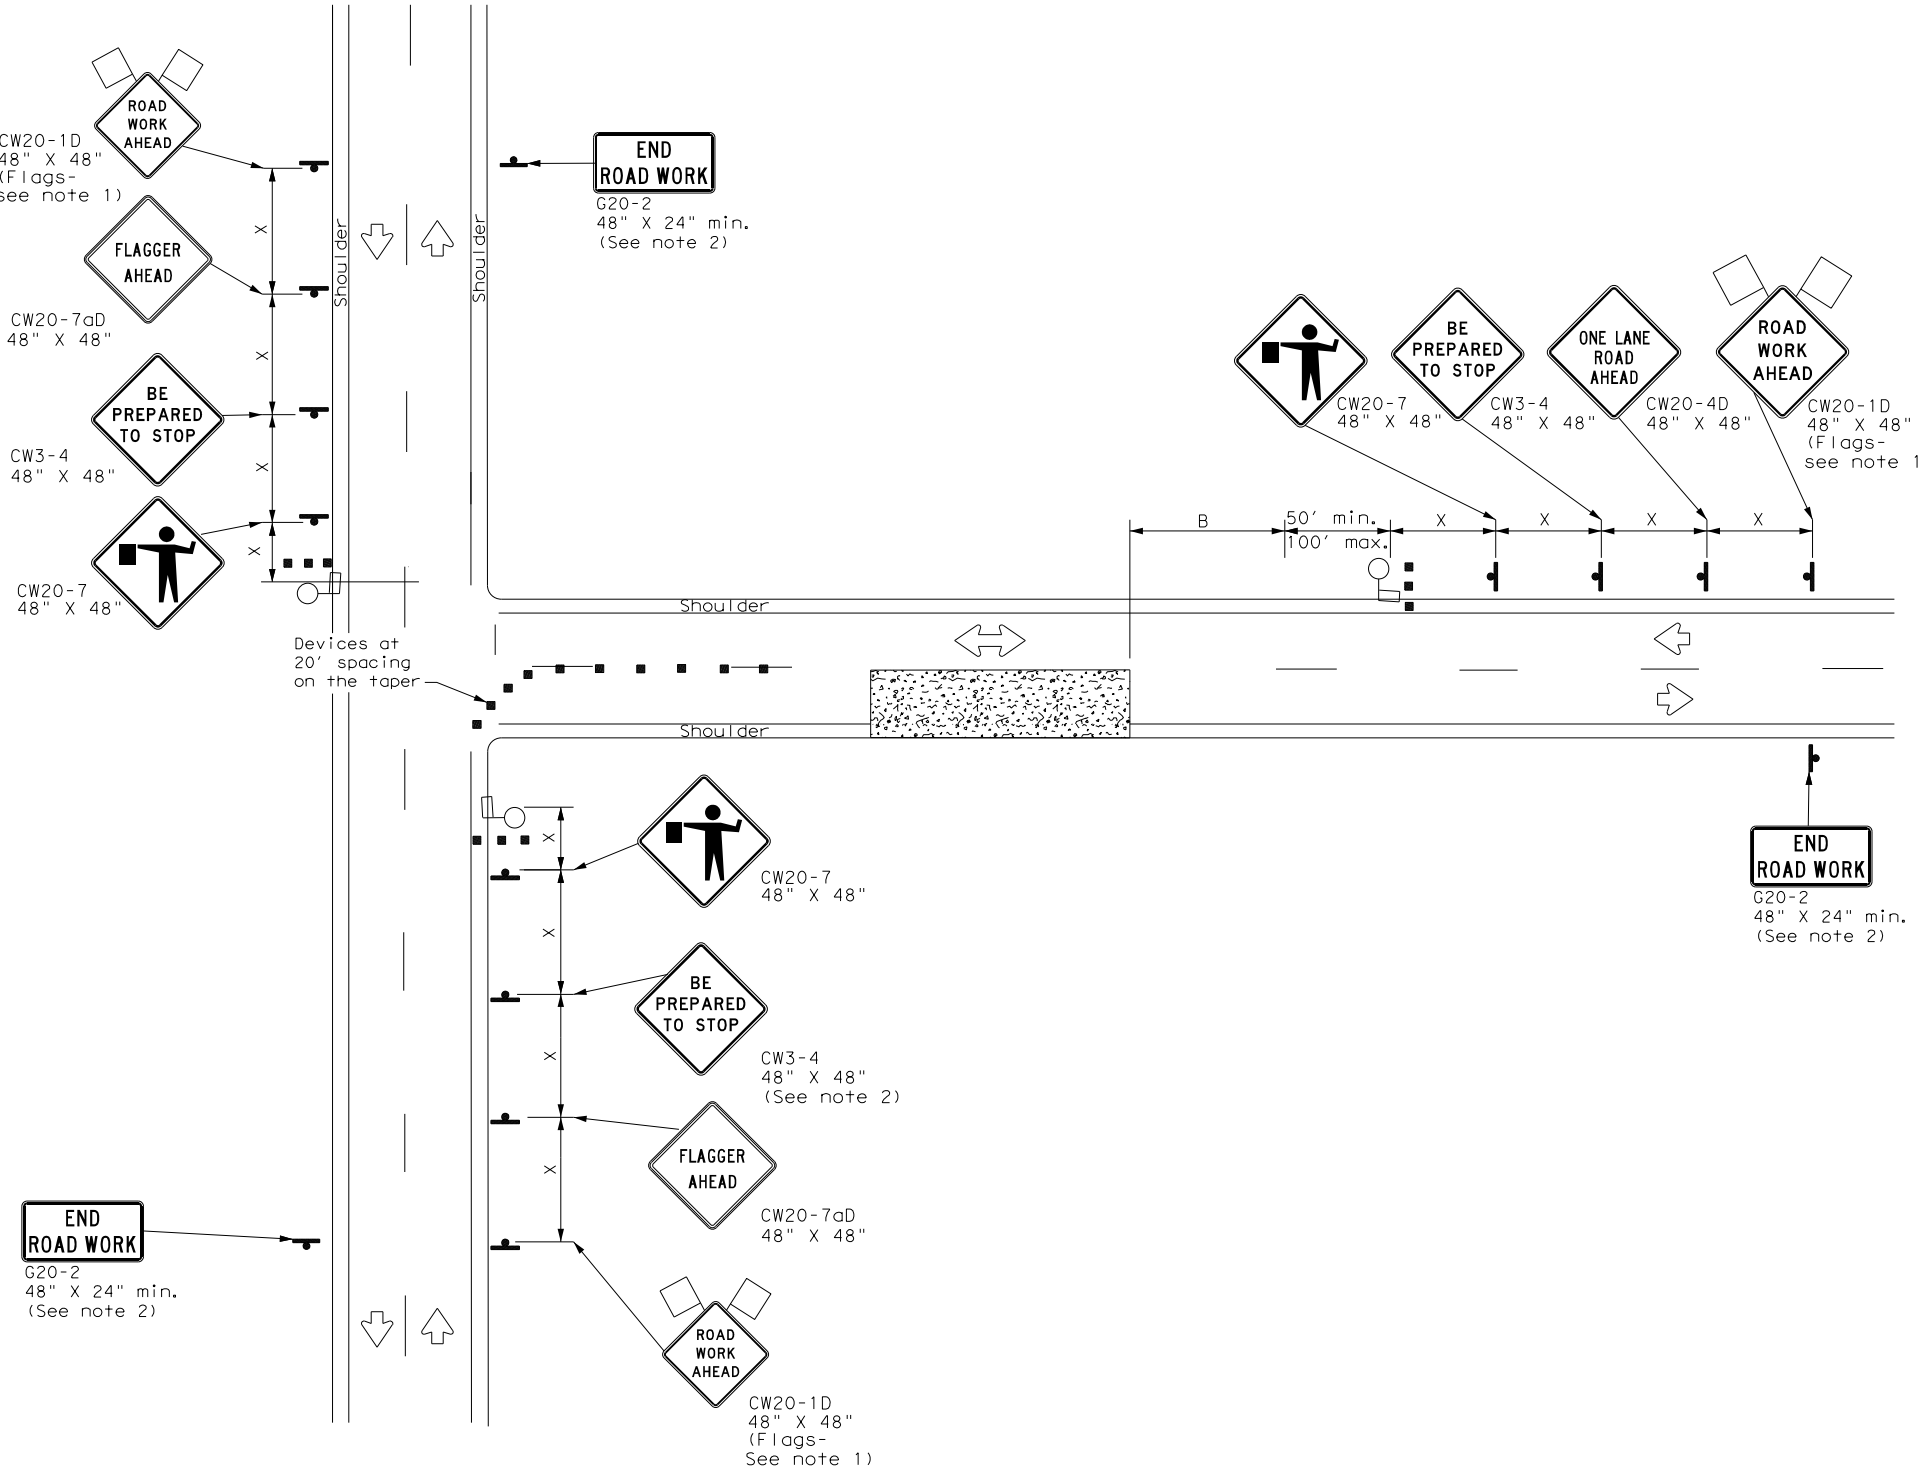 ROAD
WORK
AHEAD
CW20-1D
48" X 48"
(Flags-
see note 1)
FLAGGER
AHEAD
CW20-7aD
48" X 48"
BE
PREPARED
TO STOP
CW3-4
48" X 48"
CW20-7
48" X 48"
X
X
X
X
Shoulder
Shoulder
END
ROAD WORK
G20-2
48" X 24" min.
(See note 2)
CW20-7
48" X 48"
BE
PREPARED
TO STOP
CW3-4
48" X 48"
ONE LANE
ROAD
AHEAD
CW20-4D
48" X 48"
ROAD
WORK
AHEAD
CW20-1D
48" X 48"
(Flags-
see note 1
B
50' min.
100' max.
X
X
X
X
Shoulder
Devices at
20' spacing
on the taper
Shoulder
END
ROAD WORK
G20-2
48" X 24" min.
(See note 2)
X
X
X
X
CW20-7
48" X 48"
BE
PREPARED
TO STOP
CW3-4
48" X 48"
(See note 2)
FLAGGER
AHEAD
CW20-7aD
48" X 48"
END
ROAD WORK
G20-2
48" X 24" min.
(See note 2)
ROAD
WORK
AHEAD
CW20-1D
48" X 48"
(Flags-
See note 1)